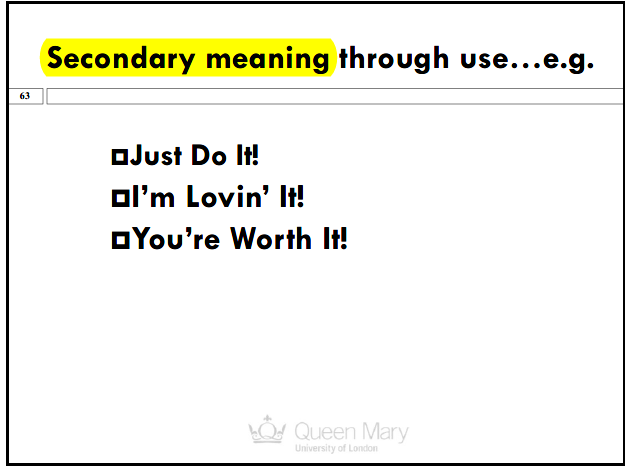 Secondary meaning through use...e.g.
63
Just Do It!
I'm Lovin' It!
You're Worth It!
Queen Mary
University of London